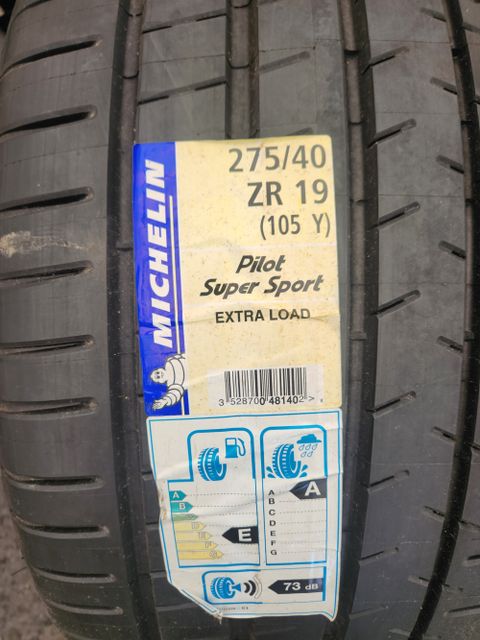 MICHELIN
275/40
ZR 19
(105 Y)
Pilot
Super Sport
EXTRA LOAD
3 528700 481402 >
A
B
E
A
B
C
D
E
F
G
A
73 dB